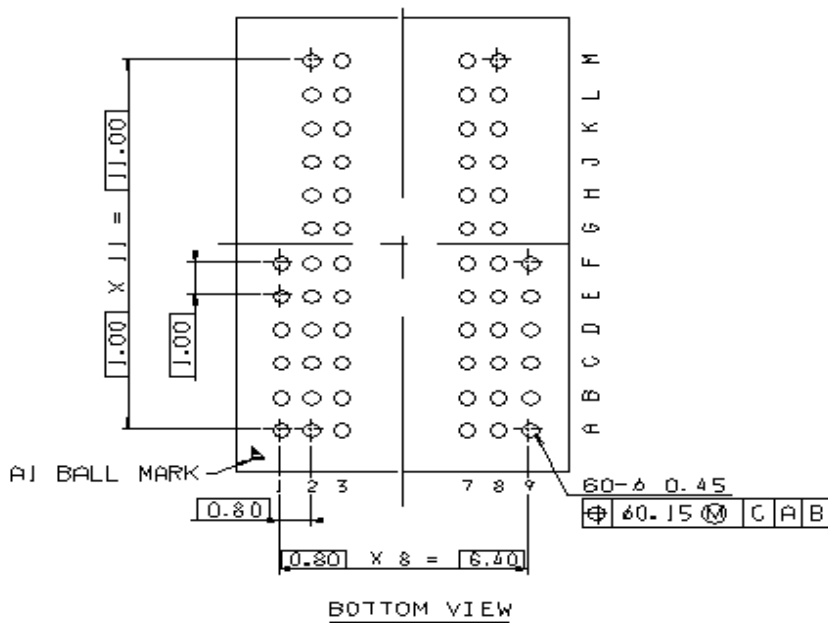 M
L
K
J
H
G
F
E
D
C
B
A
1.00 X 11 = 11.00
1.00
A1 BALL MARK
1 2 3 7 8 9
0.80
0.80 X 8 = 6.40
60-ø 0.45
⌖ ø0.15 Ⓜ C A B
BOTTOM VIEW